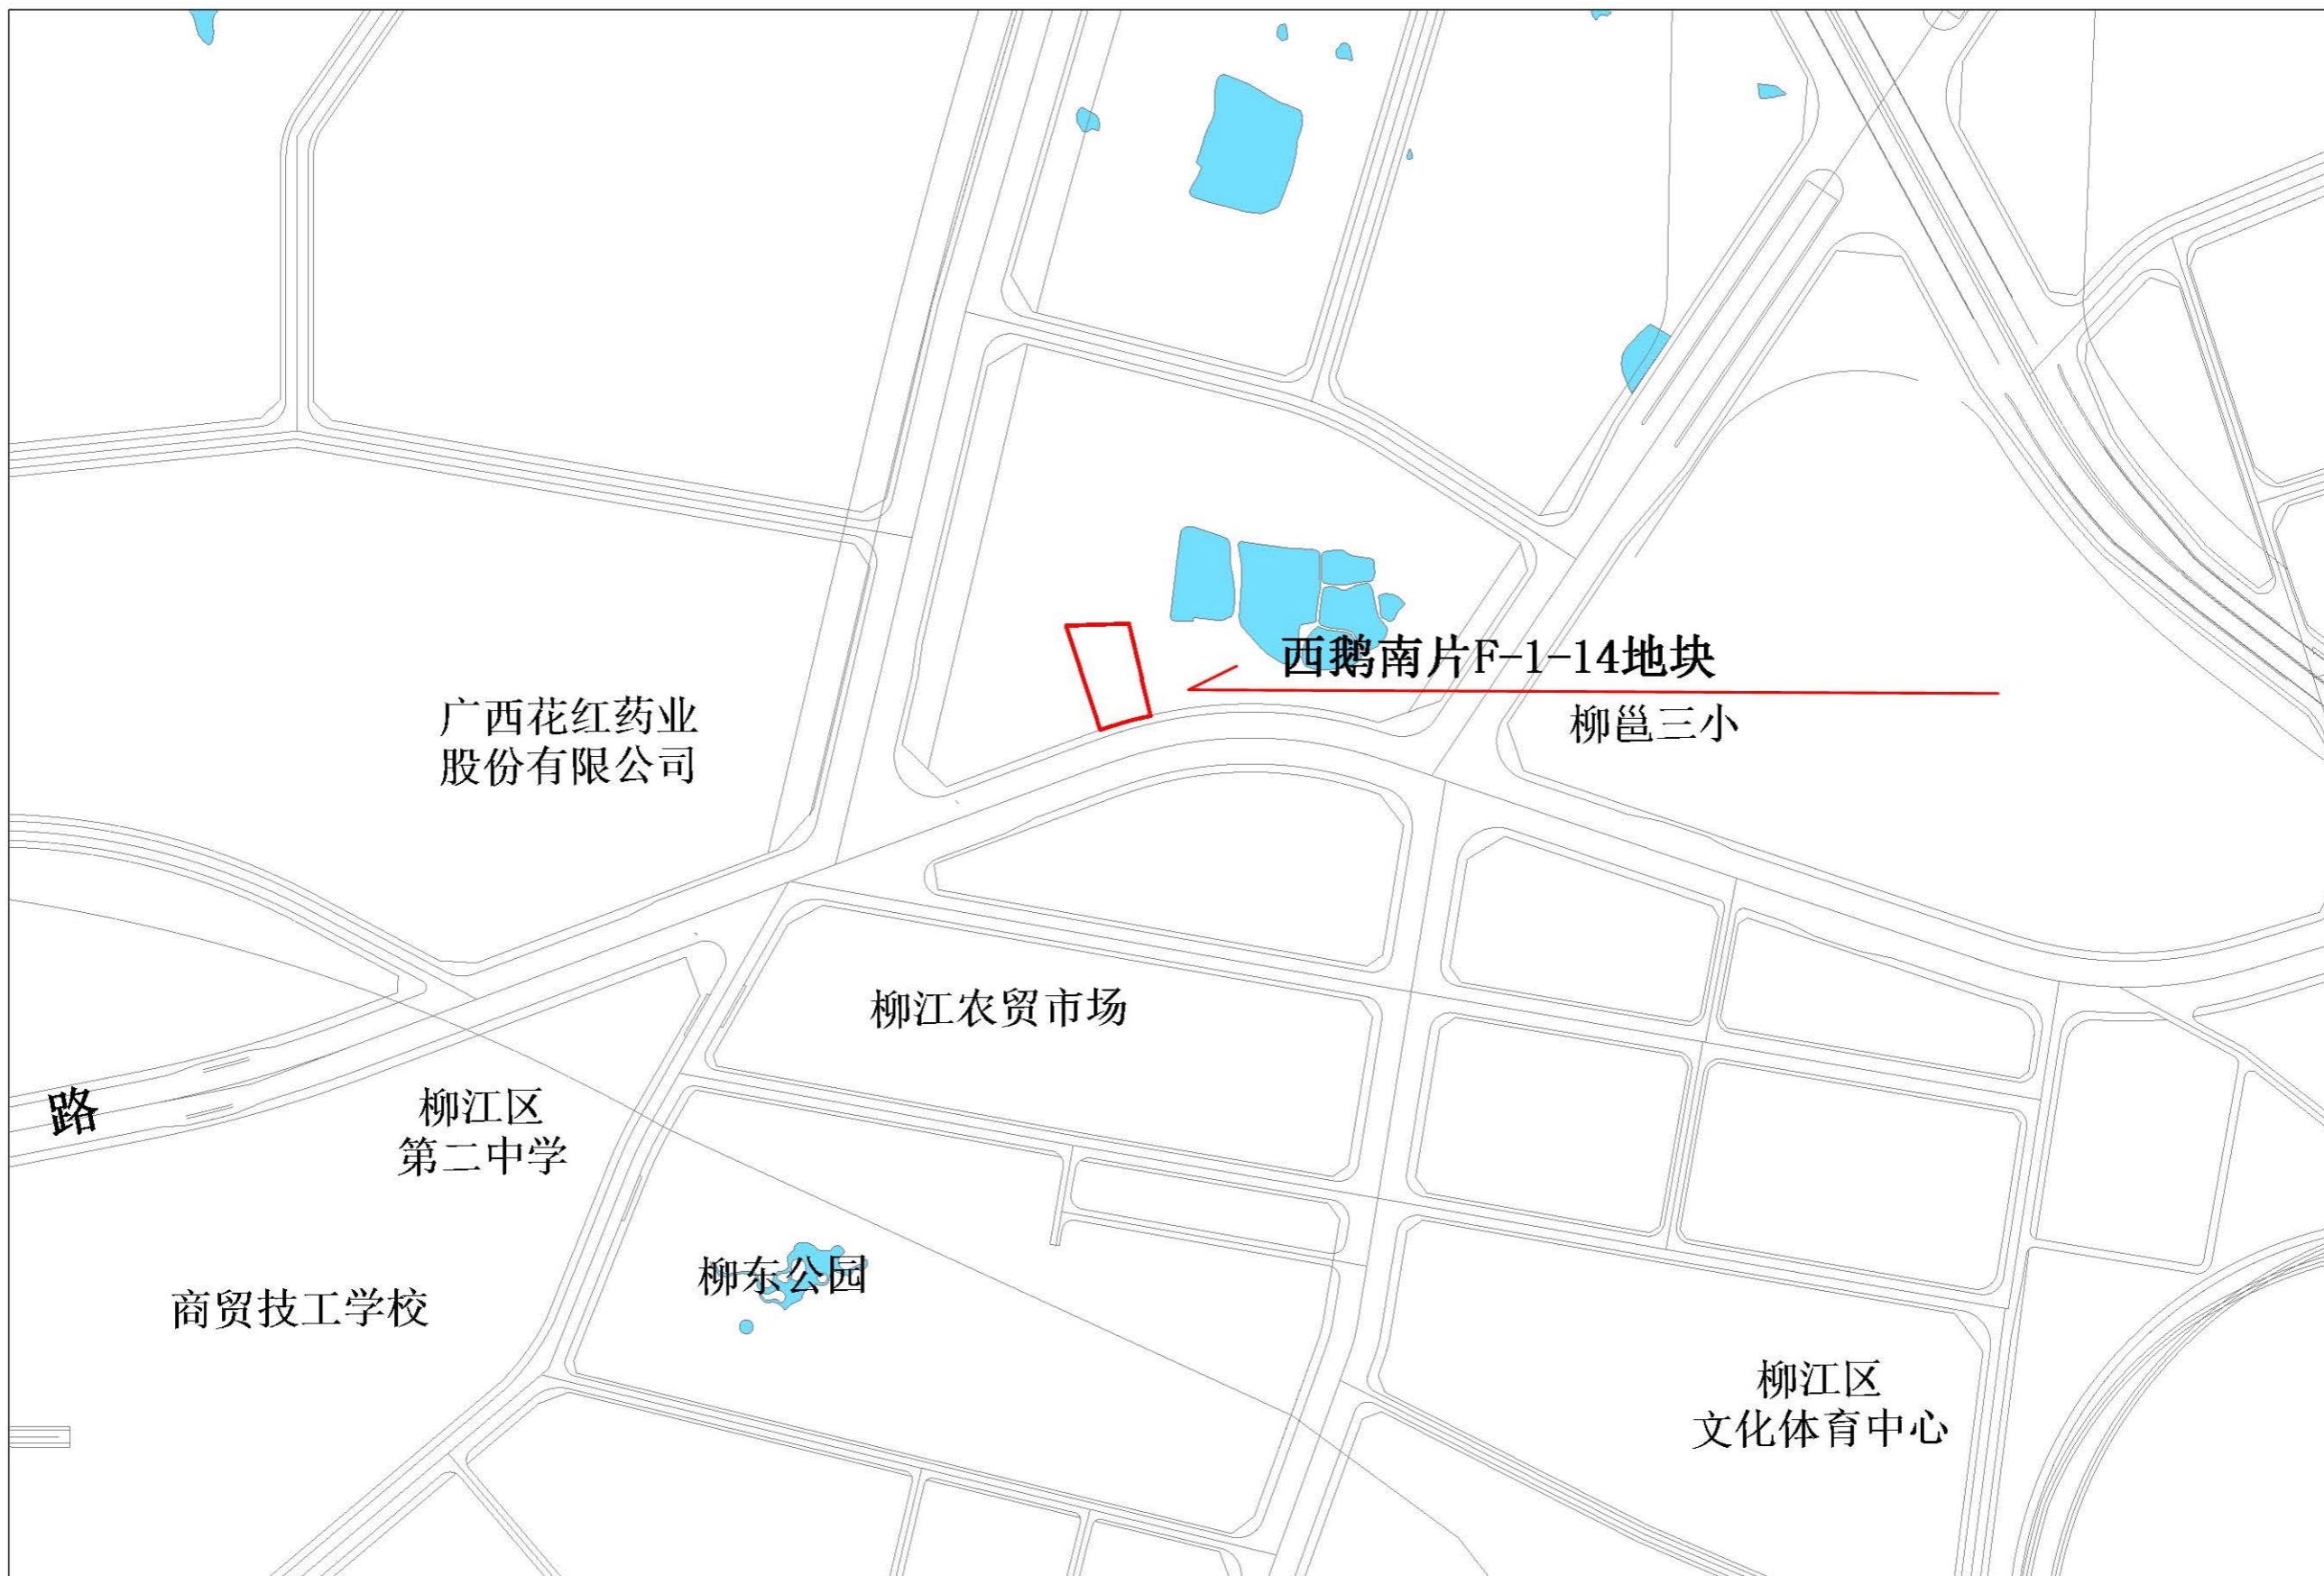 西鹅南片F-1-14地块
柳邕三小
广西花红药业
股份有限公司
柳江农贸市场
路
柳江区
第二中学
柳东公园
商贸技工学校
柳江区
文化体育中心